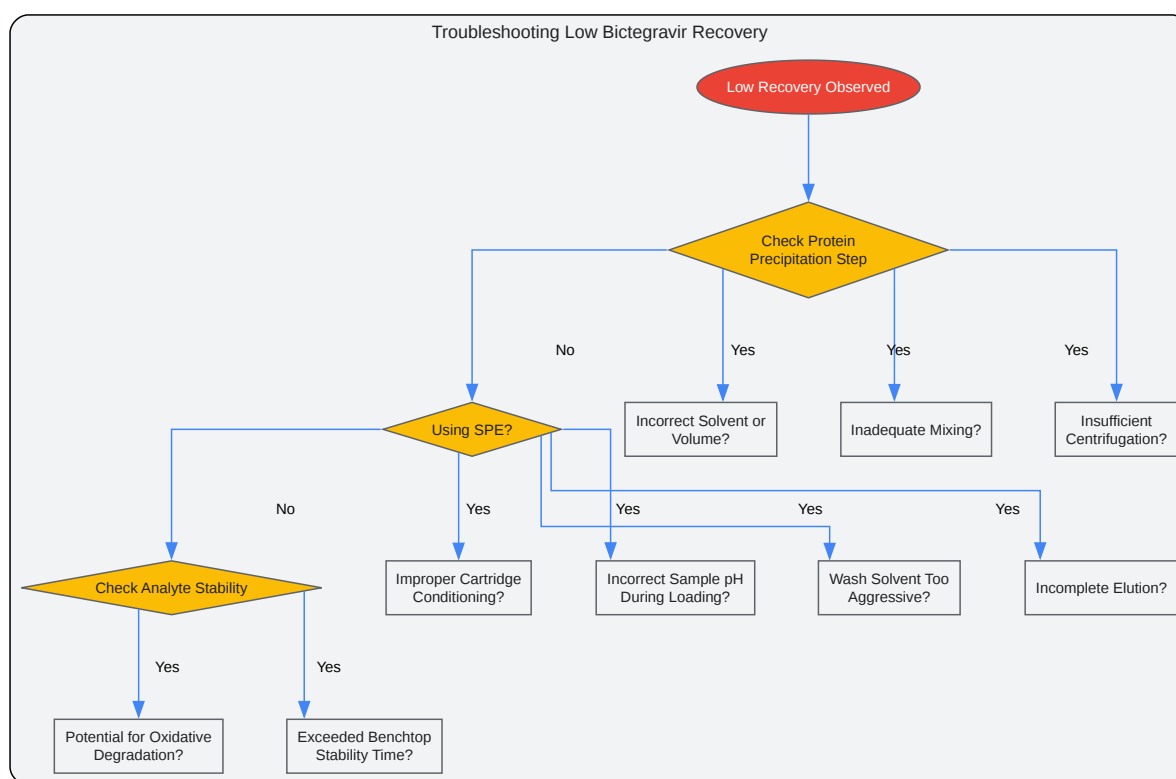 Troubleshooting Low Bictegravir Recovery
Low Recovery Observed
Check Protein
Precipitation Step
No
Yes
Yes
Yes
Incorrect Solvent or
Volume?
Inadequate Mixing?
Insufficient
Centrifugation?
Using SPE?
No
Yes
Yes
Yes
Yes
Check Analyte Stability
Improper Cartridge
Conditioning?
Incorrect Sample pH
During Loading?
Wash Solvent Too
Aggressive?
Incomplete Elution?
Yes
Yes
Potential for Oxidative
Degradation?
Exceeded Benchtop
Stability Time?